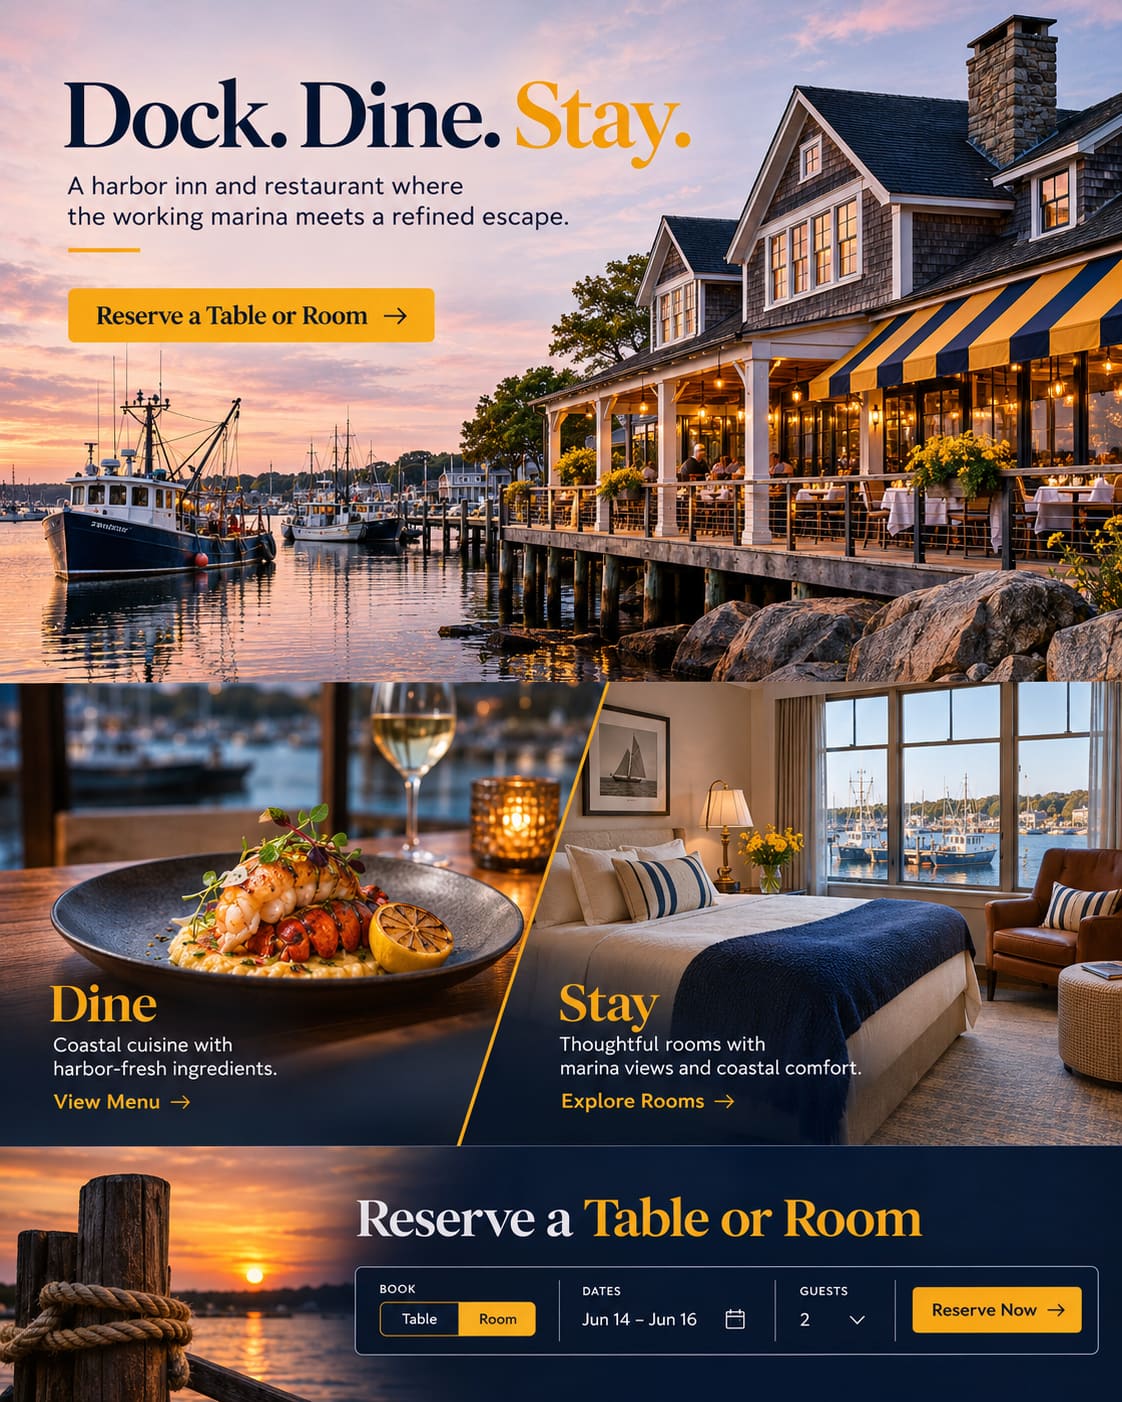 Dock. Dine. Stay.
A harbor inn and restaurant where
the working marina meets a refined escape.
Reserve a Table or Room →
Dine
Coastal cuisine with
harbor-fresh ingredients.
View Menu →
Stay
Thoughtful rooms with
marina views and coastal comfort.
Explore Rooms →
Reserve a Table or Room
BOOK
Table Room
DATES
Jun 14 – Jun 16
GUESTS
2
Reserve Now →